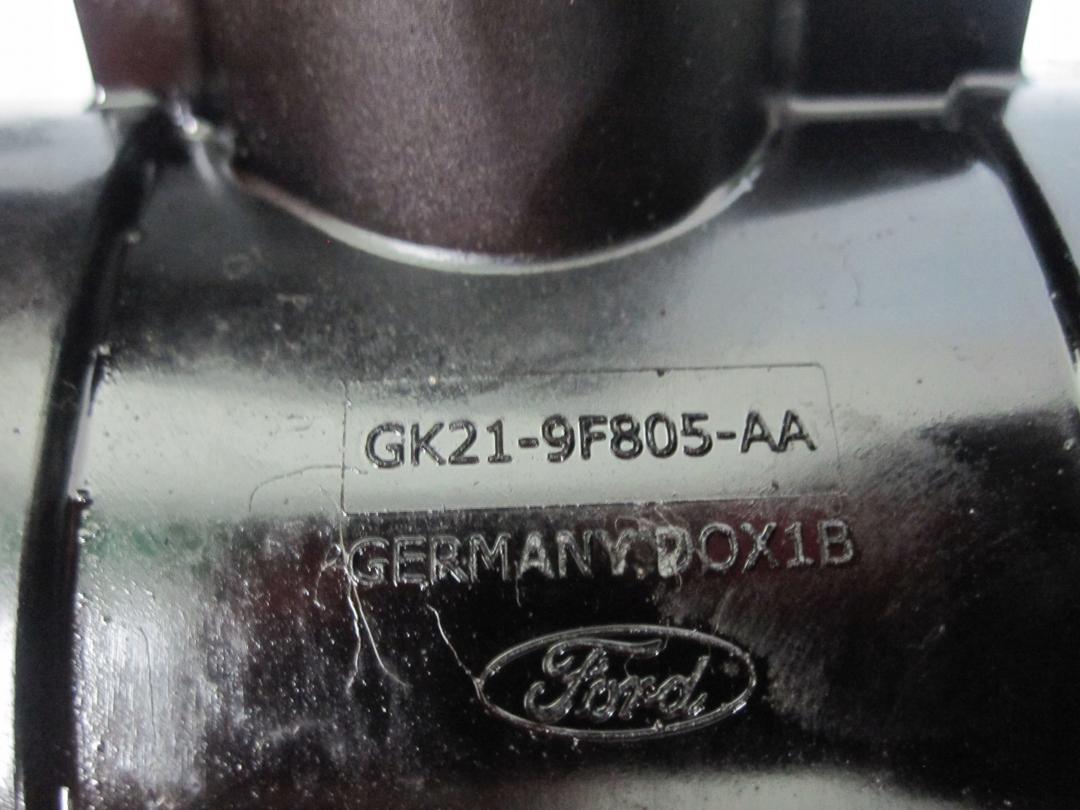 GK21-9F805-AA
GERMANY DOX1B
Ford